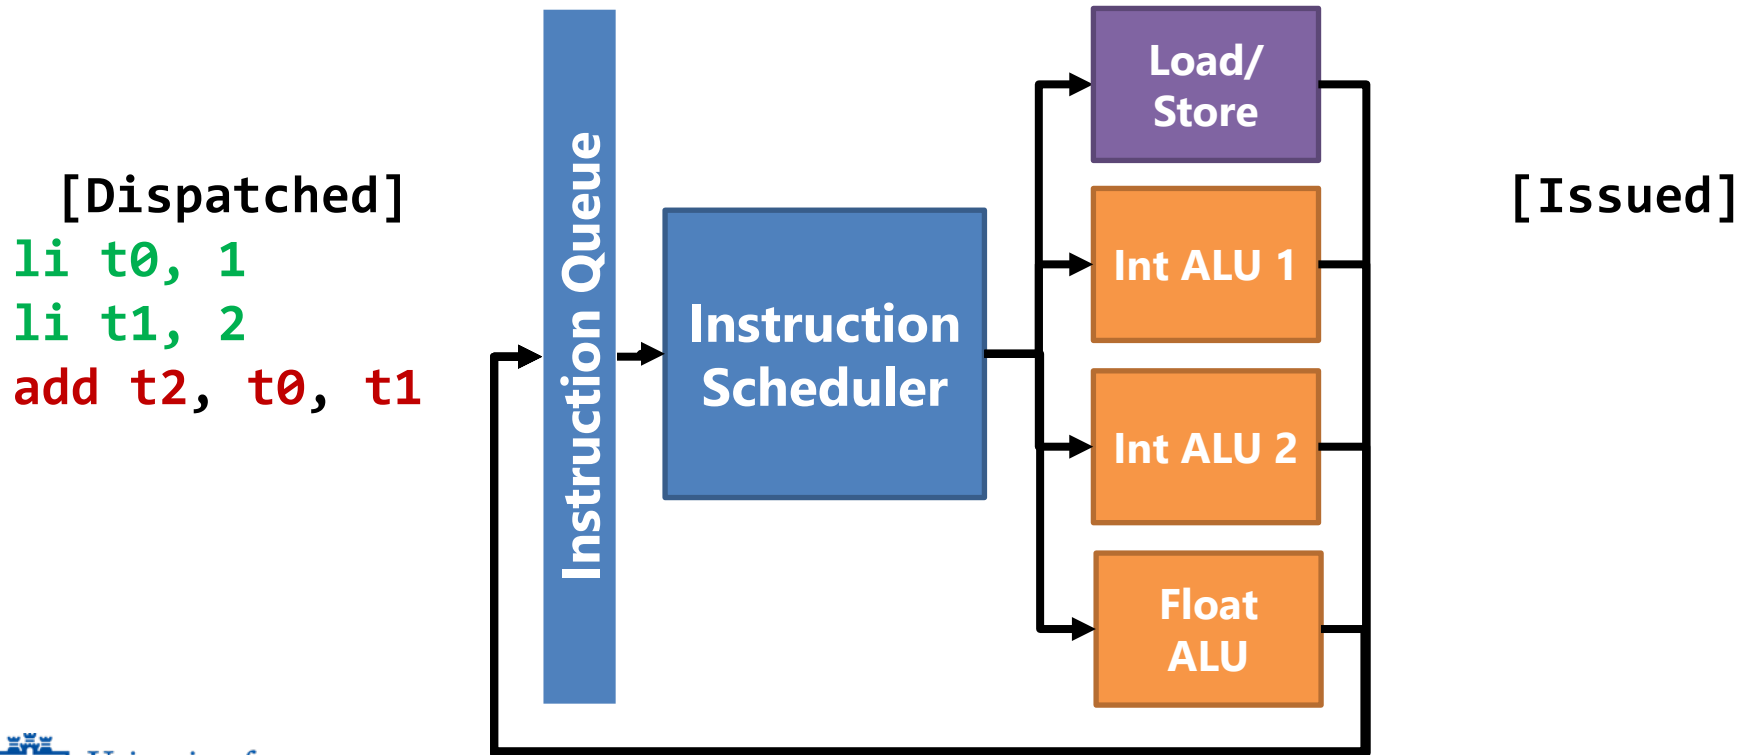 [Dispatched]
li t0, 1
li t1, 2
add t2, t0, t1
Instruction Queue
Instruction
Scheduler
Load/
Store
Int ALU 1
Int ALU 2
Float
ALU
[Issued]